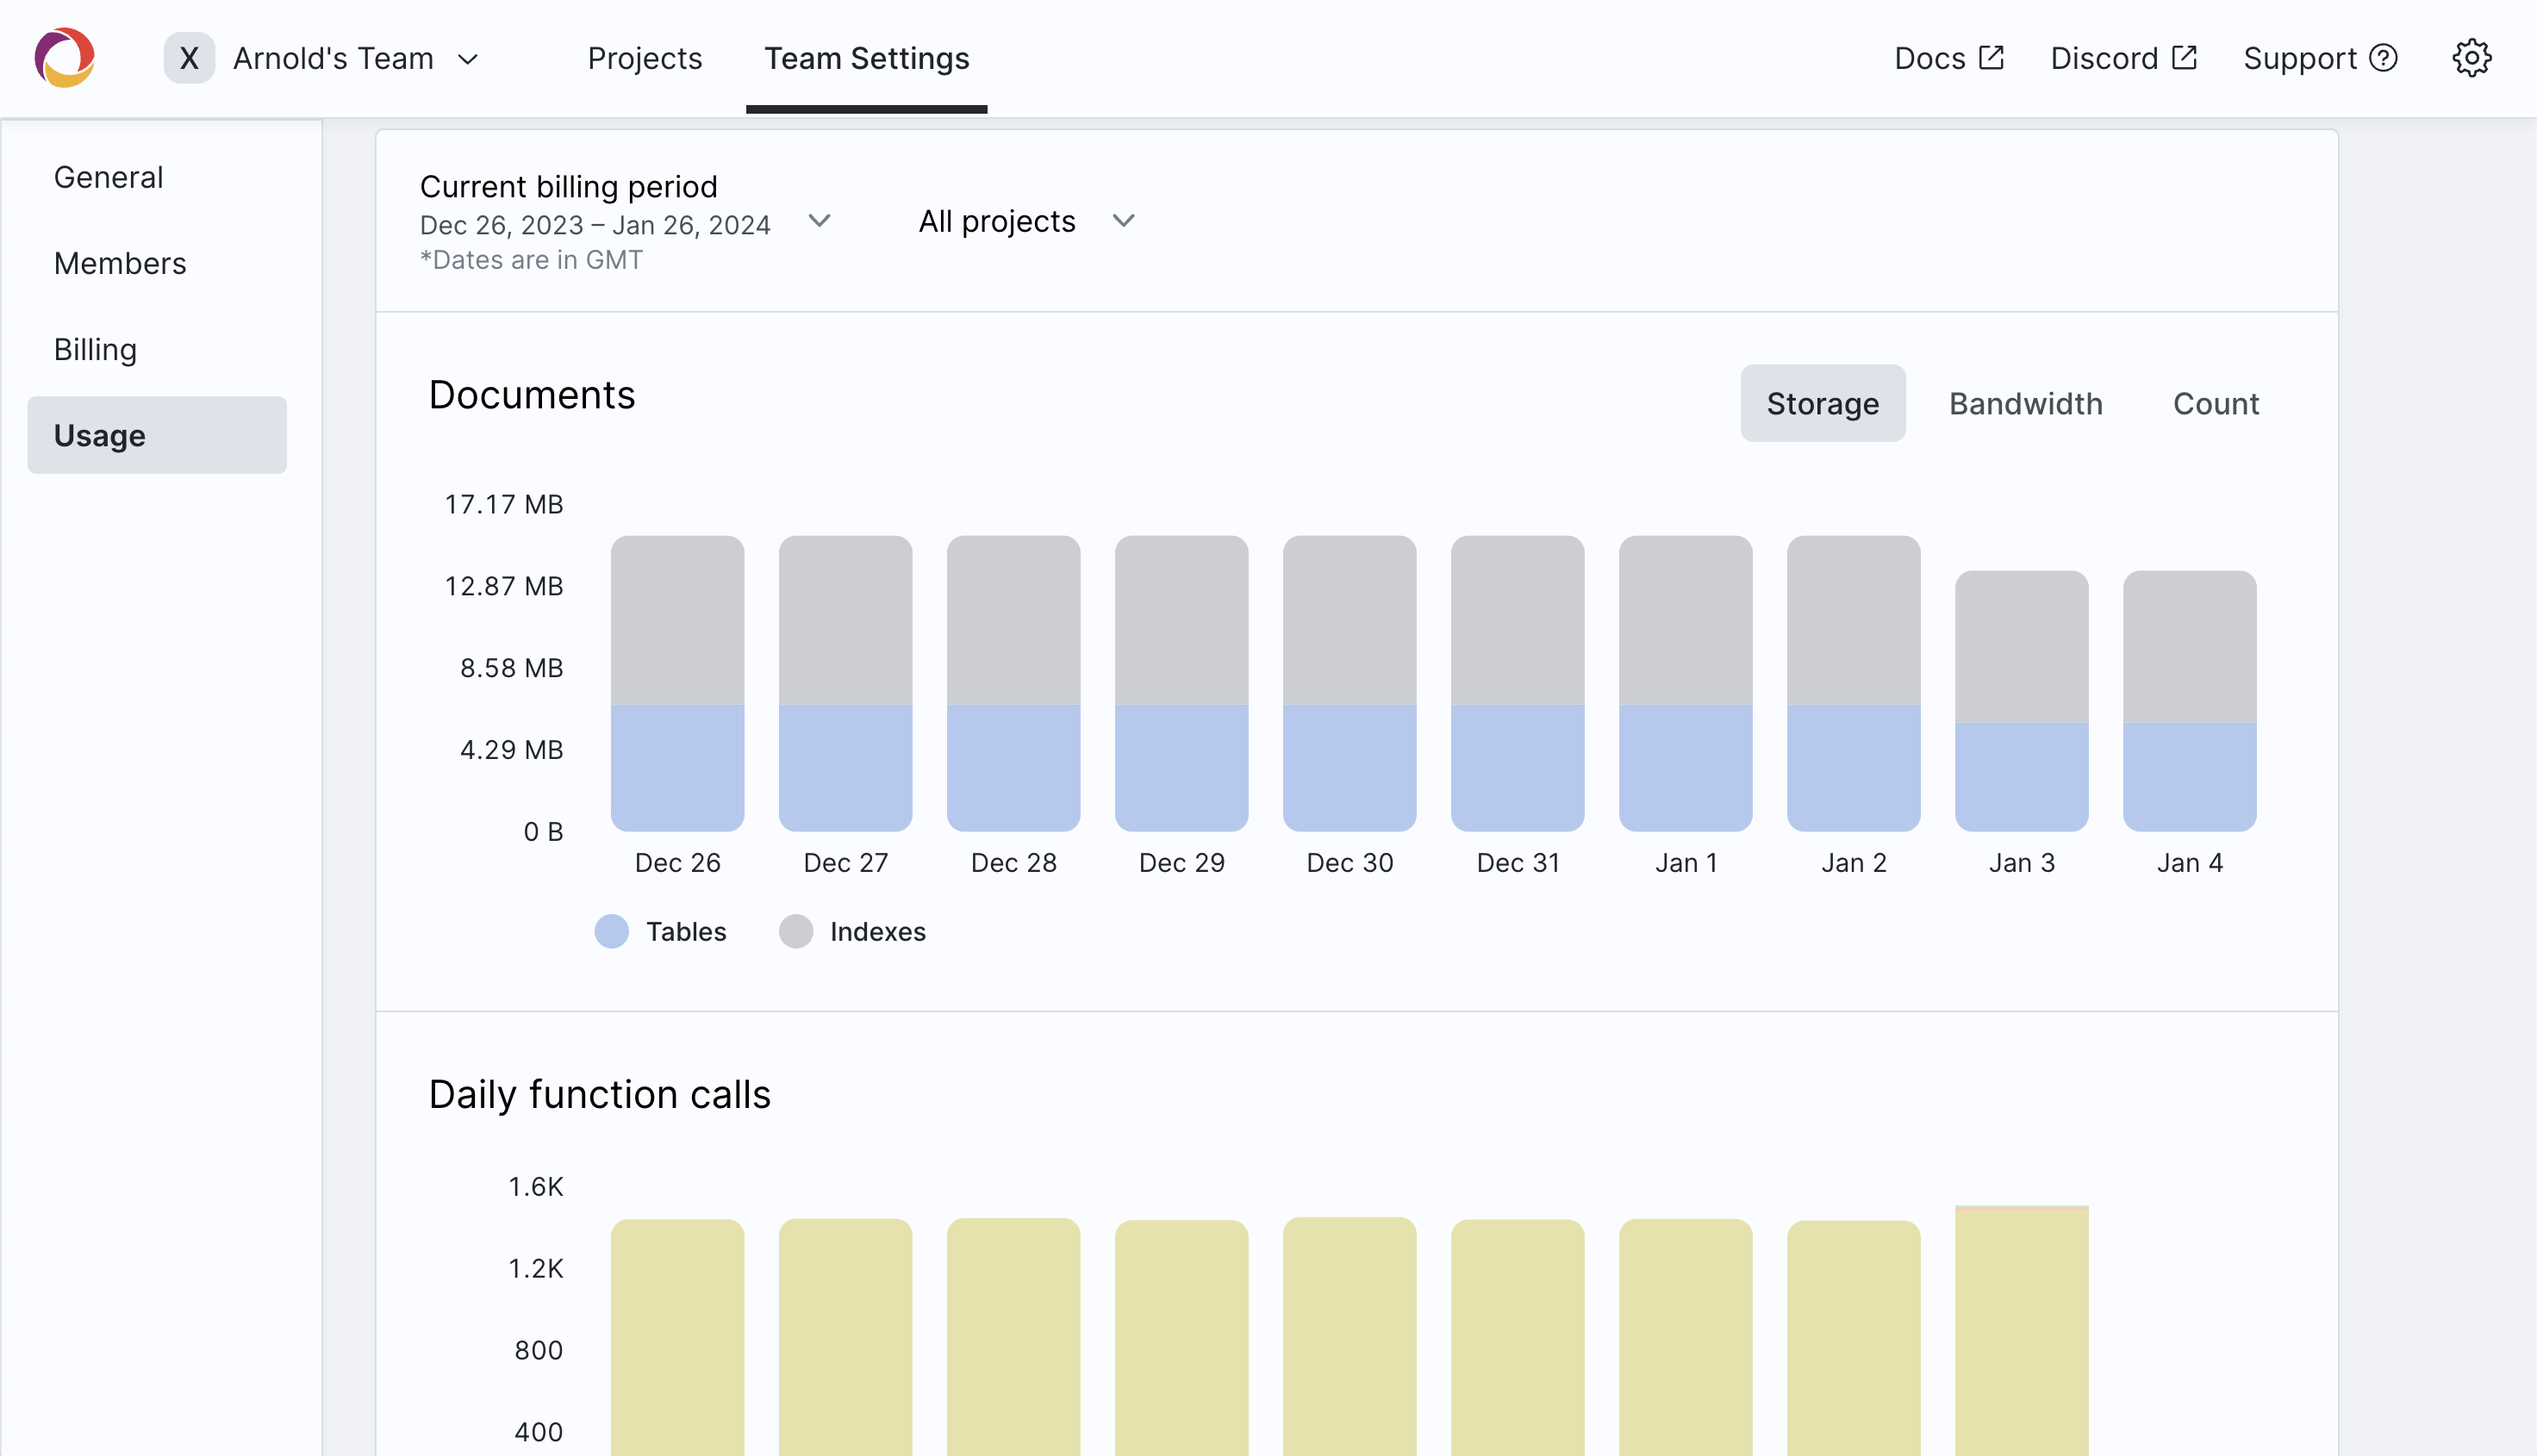 X Arnold's Team Projects Team Settings Docs Discord Support
General
Members
Billing
Usage
Current billing period
Dec 26, 2023 – Jan 26, 2024
*Dates are in GMT
All projects
Documents
Storage Bandwidth Count
17.17 MB
12.87 MB
8.58 MB
4.29 MB
0 B
Dec 26 Dec 27 Dec 28 Dec 29 Dec 30 Dec 31 Jan 1 Jan 2 Jan 3 Jan 4
Tables Indexes
Daily function calls
1.6K
1.2K
800
400